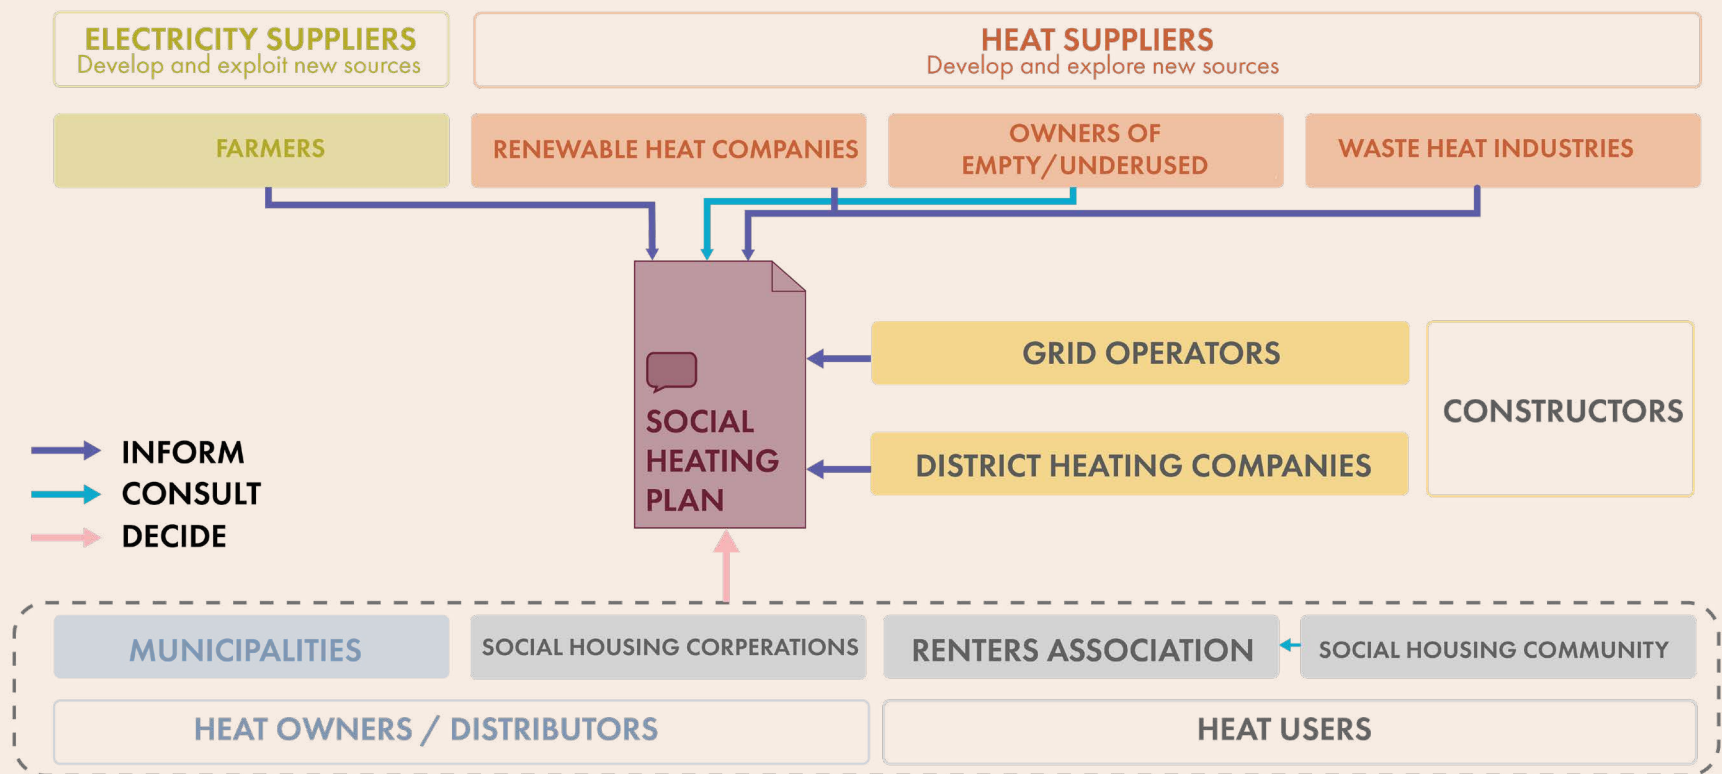 ELECTRICITY SUPPLIERS
Develop and exploit new sources
HEAT SUPPLIERS
Develop and explore new sources
FARMERS
RENEWABLE HEAT COMPANIES
OWNERS OF
EMPTY/UNDERUSED
WASTE HEAT INDUSTRIES
SOCIAL
HEATING
PLAN
GRID OPERATORS
DISTRICT HEATING COMPANIES
CONSTRUCTORS
INFORM
CONSULT
DECIDE
MUNICIPALITIES
SOCIAL HOUSING CORPERATIONS
RENTERS ASSOCIATION
SOCIAL HOUSING COMMUNITY
HEAT OWNERS / DISTRIBUTORS
HEAT USERS